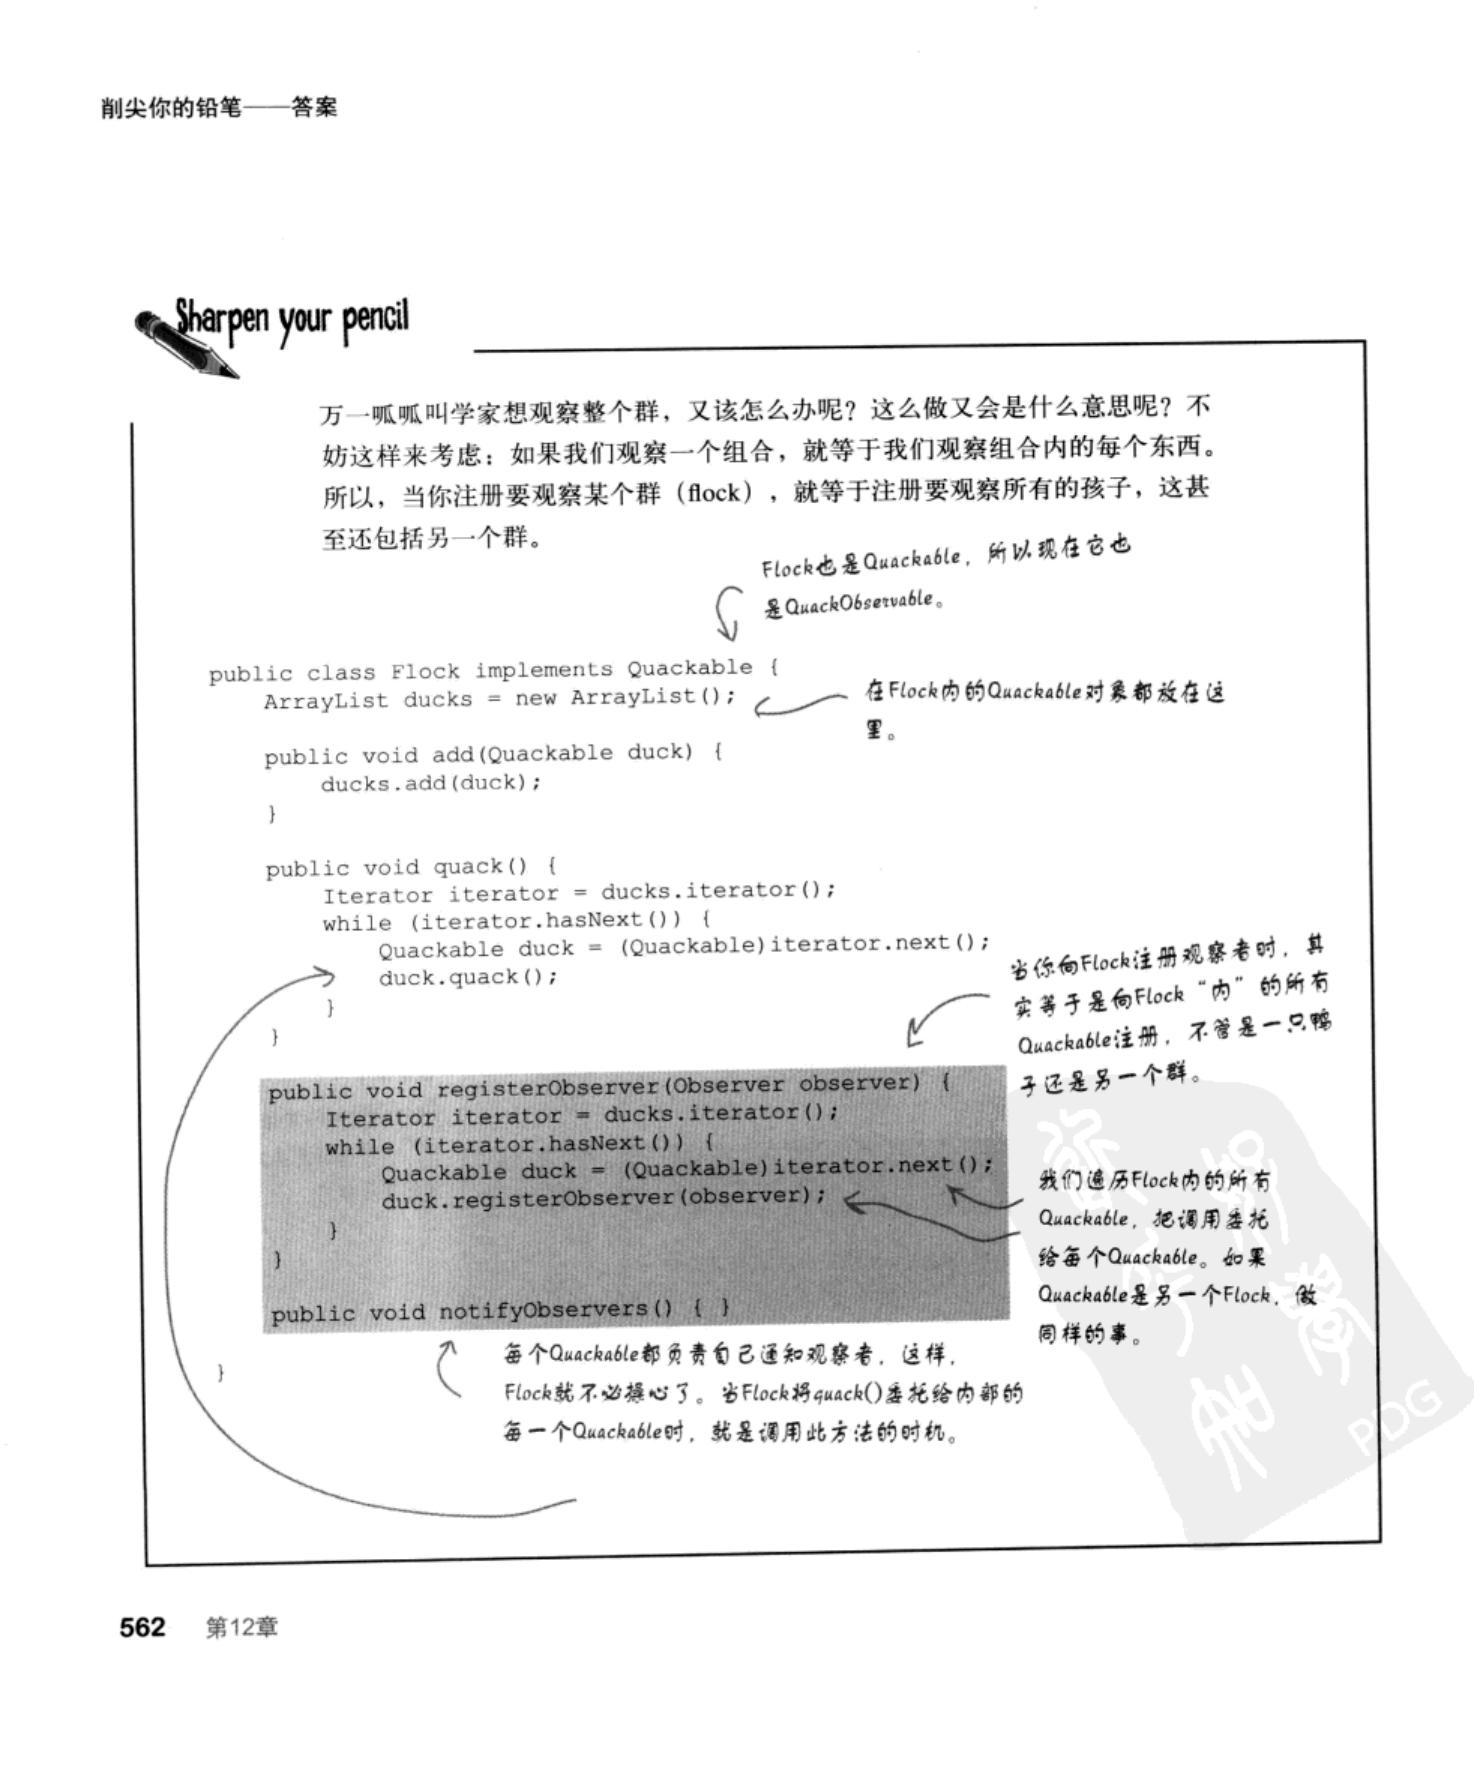 削尖你的铅笔——答案
Sharpen your pencil
万一呱呱叫学家想观察整个群，又该怎么办呢？这么做又会是什么意思呢？不
妨这样来考虑：如果我们观察一个组合，就等于我们观察组合内的每个东西。
所以，当你注册要观察某个群（flock），就等于注册要观察所有的孩子，这甚
至还包括另一个群。
Flock也是Quackable，所以现在它也
是QuackObservable。
public class Flock implements Quackable {
    ArrayList ducks = new ArrayList();
在Flock内的Quackable对象都放在这
里。
    public void add(Quackable duck) {
        ducks.add(duck);
    }
    public void quack() {
        Iterator iterator = ducks.iterator();
        while (iterator.hasNext()) {
            Quackable duck = (Quackable)iterator.next();
            duck.quack();
        }
    }
当你向Flock注册观察者时，其
实等于是向Flock“内”的所有
Quackable注册，不管是一只鸭
子还是另一个群。
    public void registerObserver(Observer observer) {
        Iterator iterator = ducks.iterator();
        while (iterator.hasNext()) {
            Quackable duck = (Quackable)iterator.next();
            duck.registerObserver(observer);
        }
    }
我们遍历Flock内的所有
Quackable，把调用委托
给每个Quackable。如果
Quackable是另一个Flock，做
同样的事。
    public void notifyObservers() { }
每个Quackable都负责自己通知观察者，这样，
Flock就不必操心了。当Flock将quack()委托给内部的
每一个Quackable时，就是调用此方法的时机。
}
PDG
562 第12章